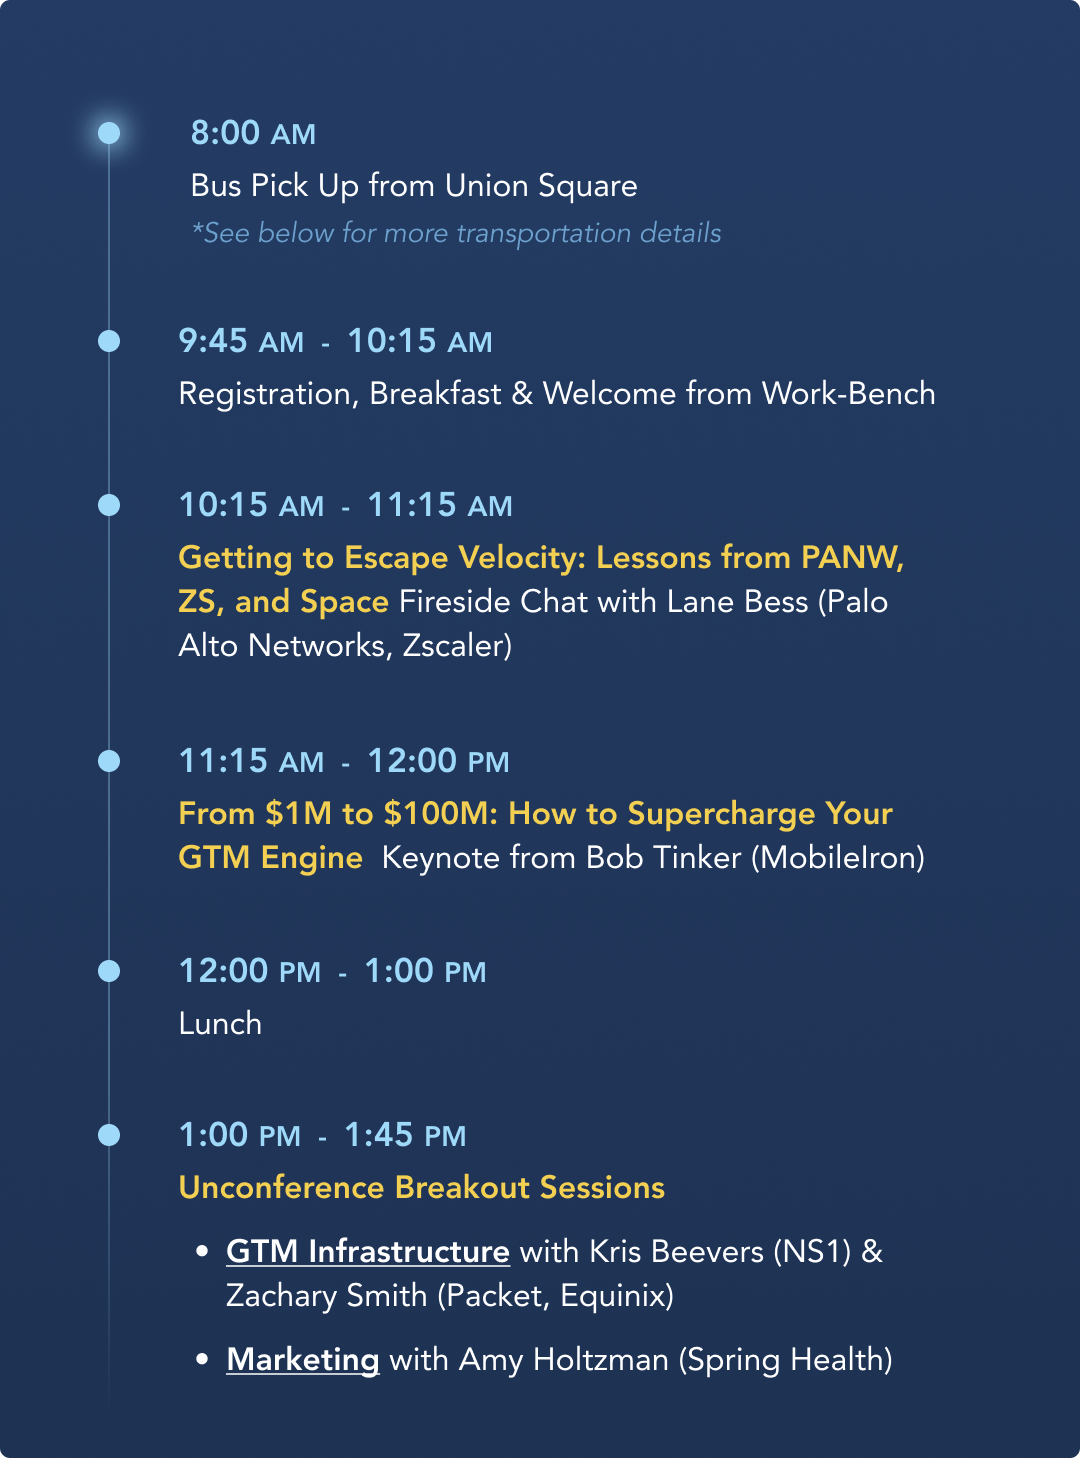 8:00 AM
Bus Pick Up from Union Square
*See below for more transportation details
9:45 AM - 10:15 AM
Registration, Breakfast & Welcome from Work-Bench
10:15 AM - 11:15 AM
Getting to Escape Velocity: Lessons from PANW,
ZS, and Space Fireside Chat with Lane Bess (Palo
Alto Networks, Zscaler)
11:15 AM - 12:00 PM
From $1M to $100M: How to Supercharge Your
GTM Engine Keynote from Bob Tinker (MobileIron)
12:00 PM - 1:00 PM
Lunch
1:00 PM - 1:45 PM
Unconference Breakout Sessions
• GTM Infrastructure with Kris Beevers (NS1) &
Zachary Smith (Packet, Equinix)
• Marketing with Amy Holtzman (Spring Health)